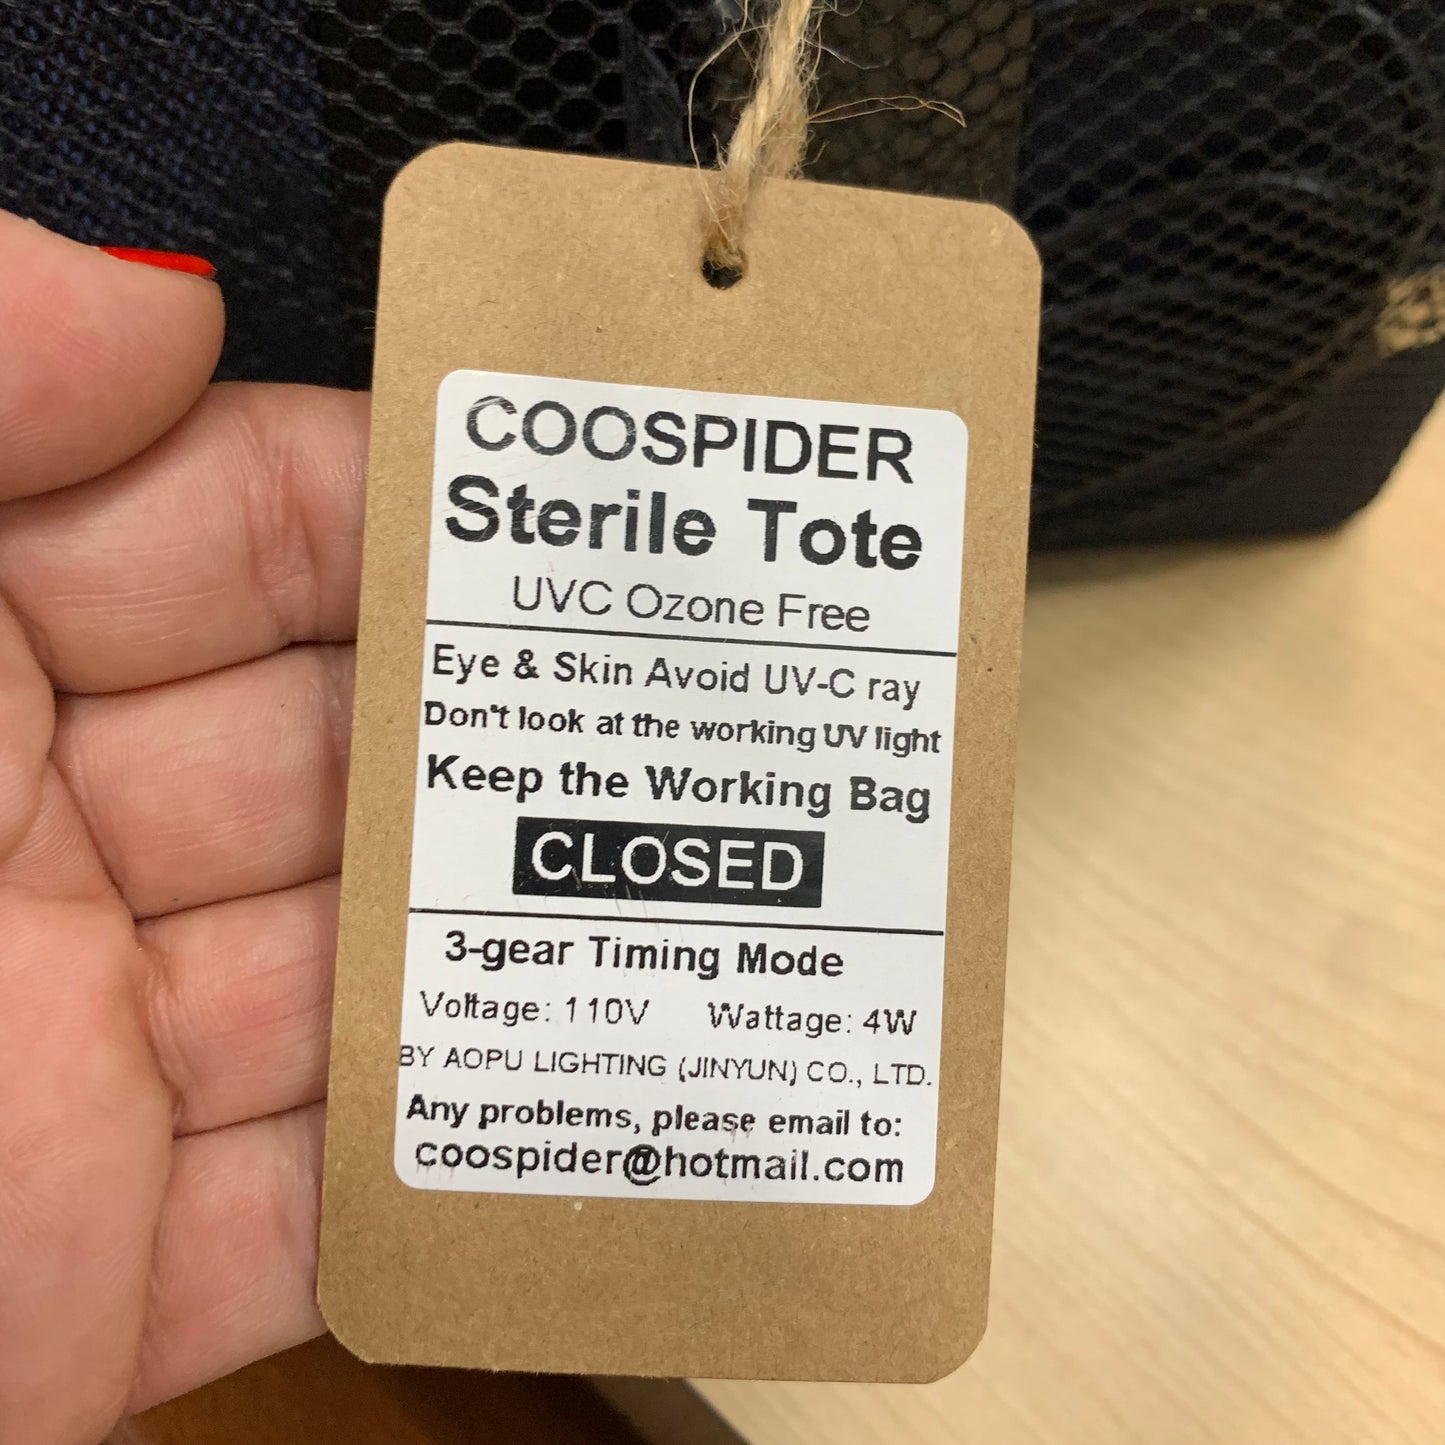 COOSPIDER
Sterile Tote
UVC Ozone Free
Eye & Skin Avoid UV-C ray
Don't look at the working UV light
Keep the Working Bag
CLOSED
3-gear Timing Mode
Voltage: 110V Wattage: 4W
BY AOPU LIGHTING (JINYUN) CO., LTD.
Any problems, please email to:
coospider@hotmail.com